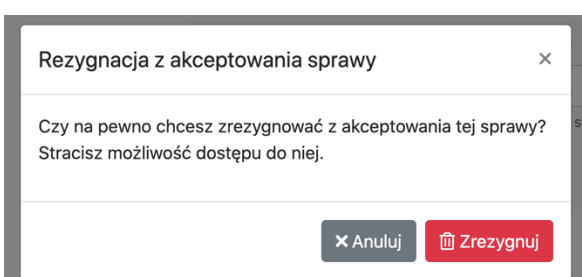 Rezygnacja z akceptowania sprawy ×
Czy na pewno chcesz zrezygnować z akceptowania tej sprawy?
Stracisz możliwość dostępu do niej.
× Anuluj Zrezygnuj